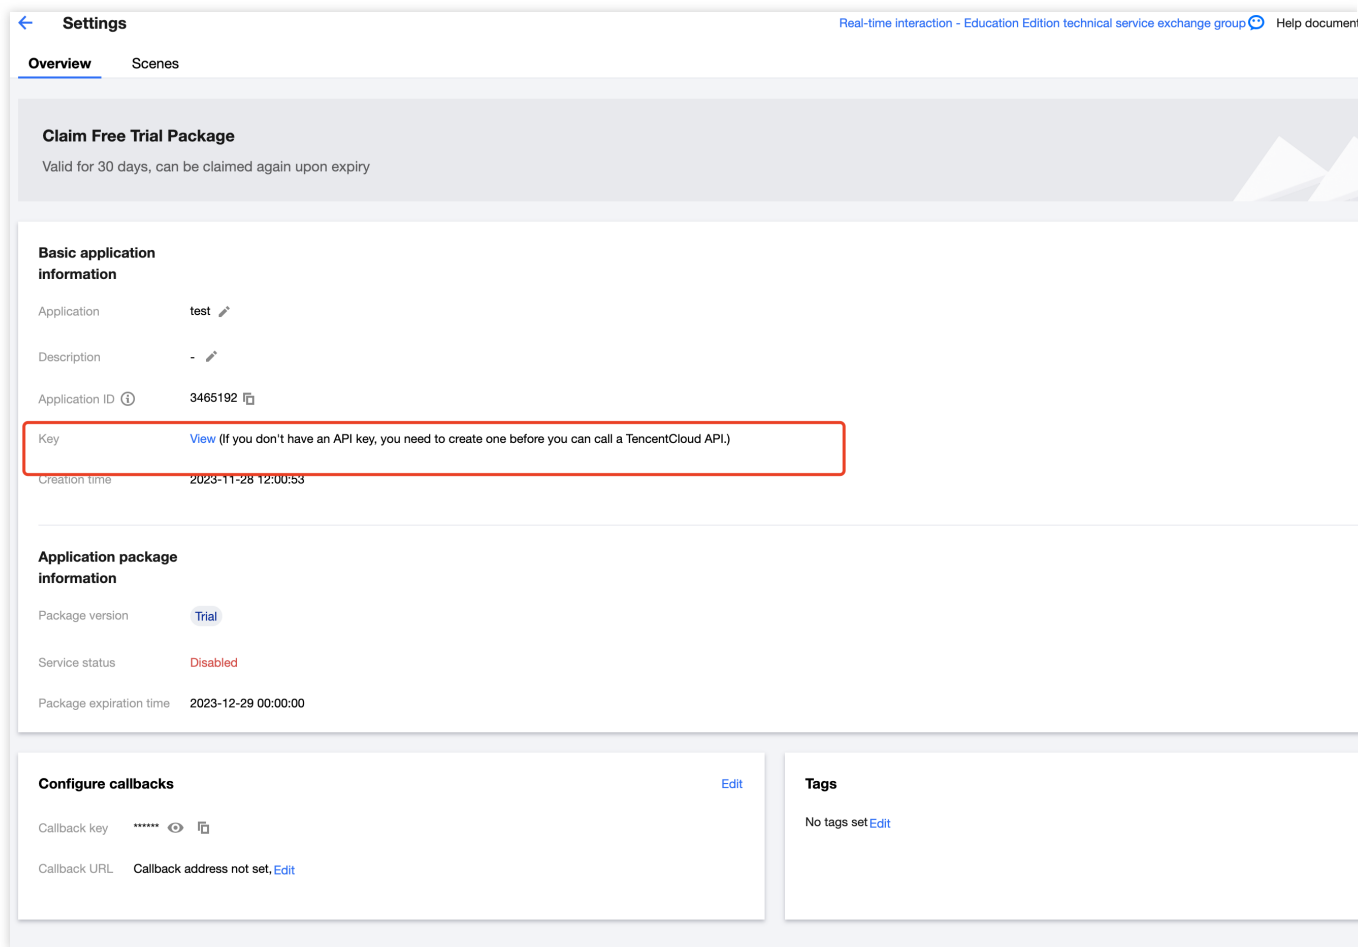 Settings
Real-time interaction - Education Edition technical service exchange group
Help document
Overview
Scenes
Claim Free Trial Package
Valid for 30 days, can be claimed again upon expiry
Basic application
information
Application
test
Description
-
Application ID
3465192
Key
View (If you don't have an API key, you need to create one before you can call a TencentCloud API.)
Creation time
2023-11-28 12:00:53
Application package
information
Package version
Trial
Service status
Disabled
Package expiration time
2023-12-29 00:00:00
Configure callbacks
Edit
Callback key
******
Callback URL
Callback address not set, Edit
Tags
No tags set Edit